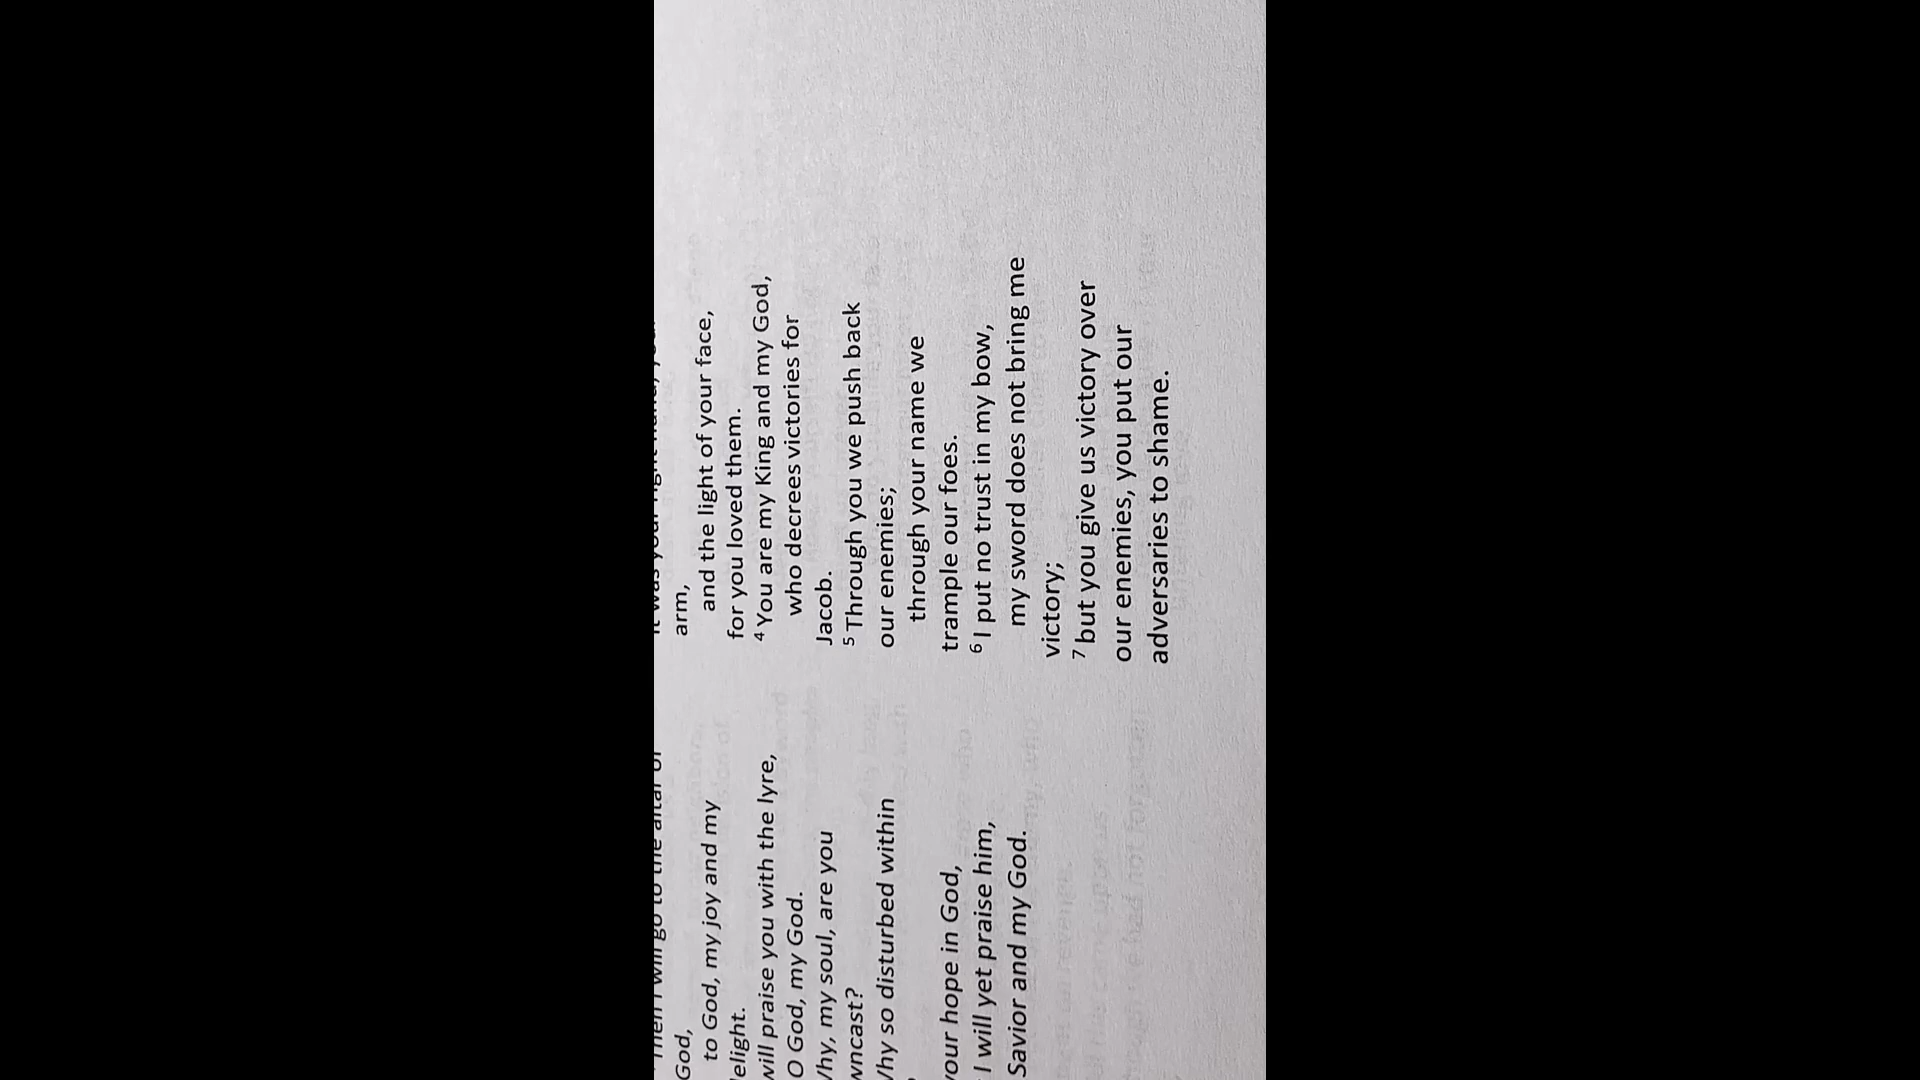 God,
to God, my joy and my
elight.
will praise you with the lyre,
O God, my God.
hy, my soul, are you
wncast?
hy so disturbed within
your hope in God,
I will yet praise him,
Savior and my God.
arm,
and the light of your face,
for you loved them.
4 You are my King and my God,
who decrees victories for
Jacob.
5 Through you we push back
our enemies;
through your name we
trample our foes.
6 I put no trust in my bow,
my sword does not bring me
victory;
7 but you give us victory over
our enemies, you put our
adversaries to shame.